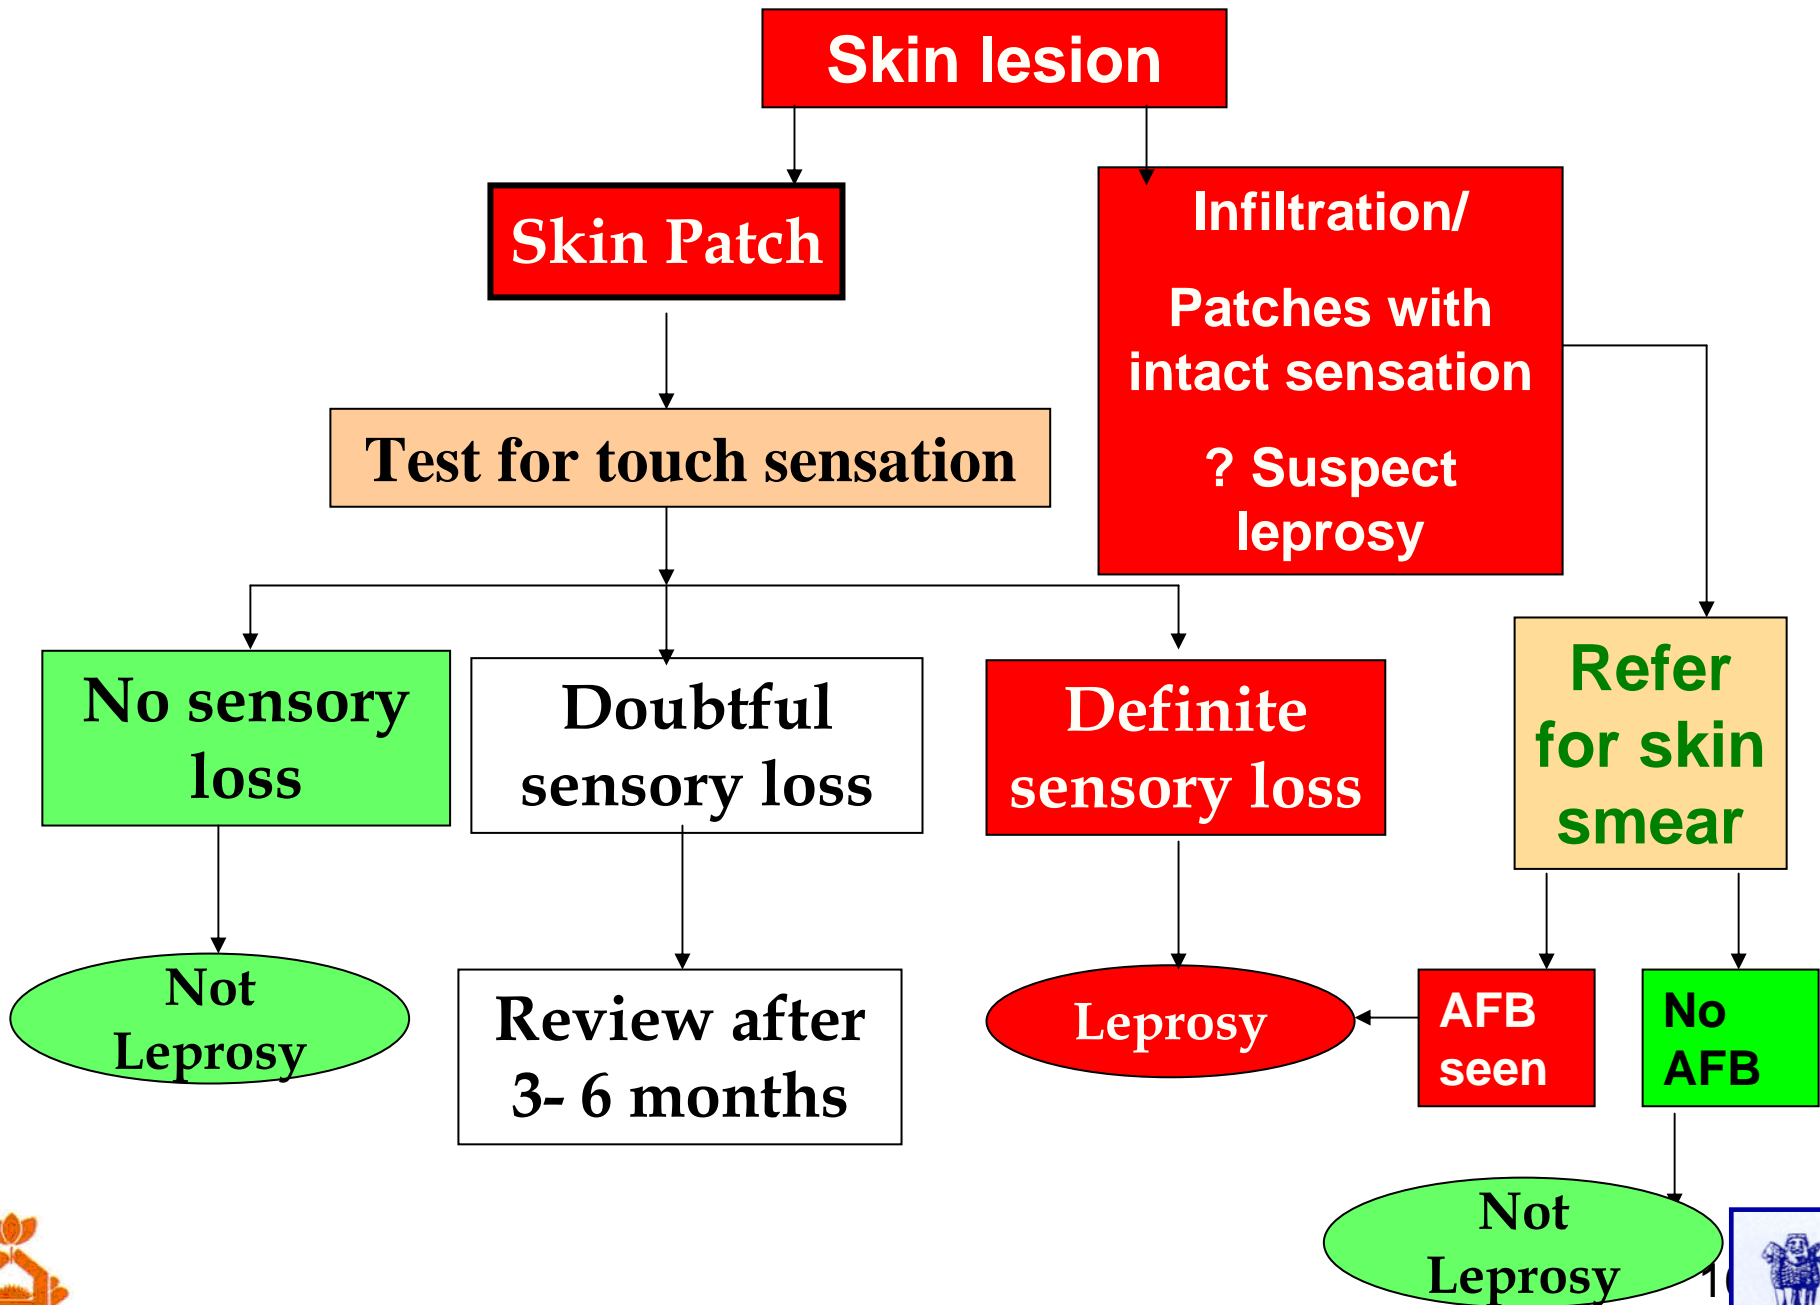 Skin lesion
Skin Patch
Infiltration/
Patches with
intact sensation
? Suspect
leprosy
Test for touch sensation
No sensory
loss
Doubtful
sensory loss
Definite
sensory loss
Refer
for skin
smear
Not
Leprosy
Review after
3- 6 months
Leprosy
AFB
seen
No
AFB
Not
Leprosy